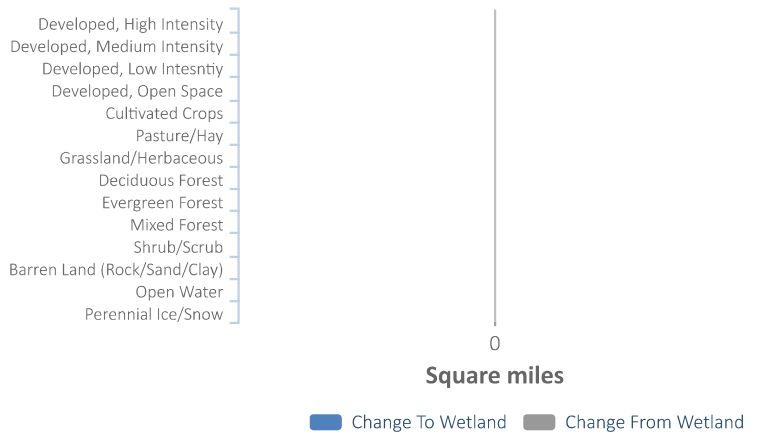 Developed, High Intensity
Developed, Medium Intensity
Developed, Low Intesntiy
Developed, Open Space
Cultivated Crops
Pasture/Hay
Grassland/Herbaceous
Deciduous Forest
Evergreen Forest
Mixed Forest
Shrub/Scrub
Barren Land (Rock/Sand/Clay)
Open Water
Perennial Ice/Snow
0
Square miles
Change To Wetland Change From Wetland